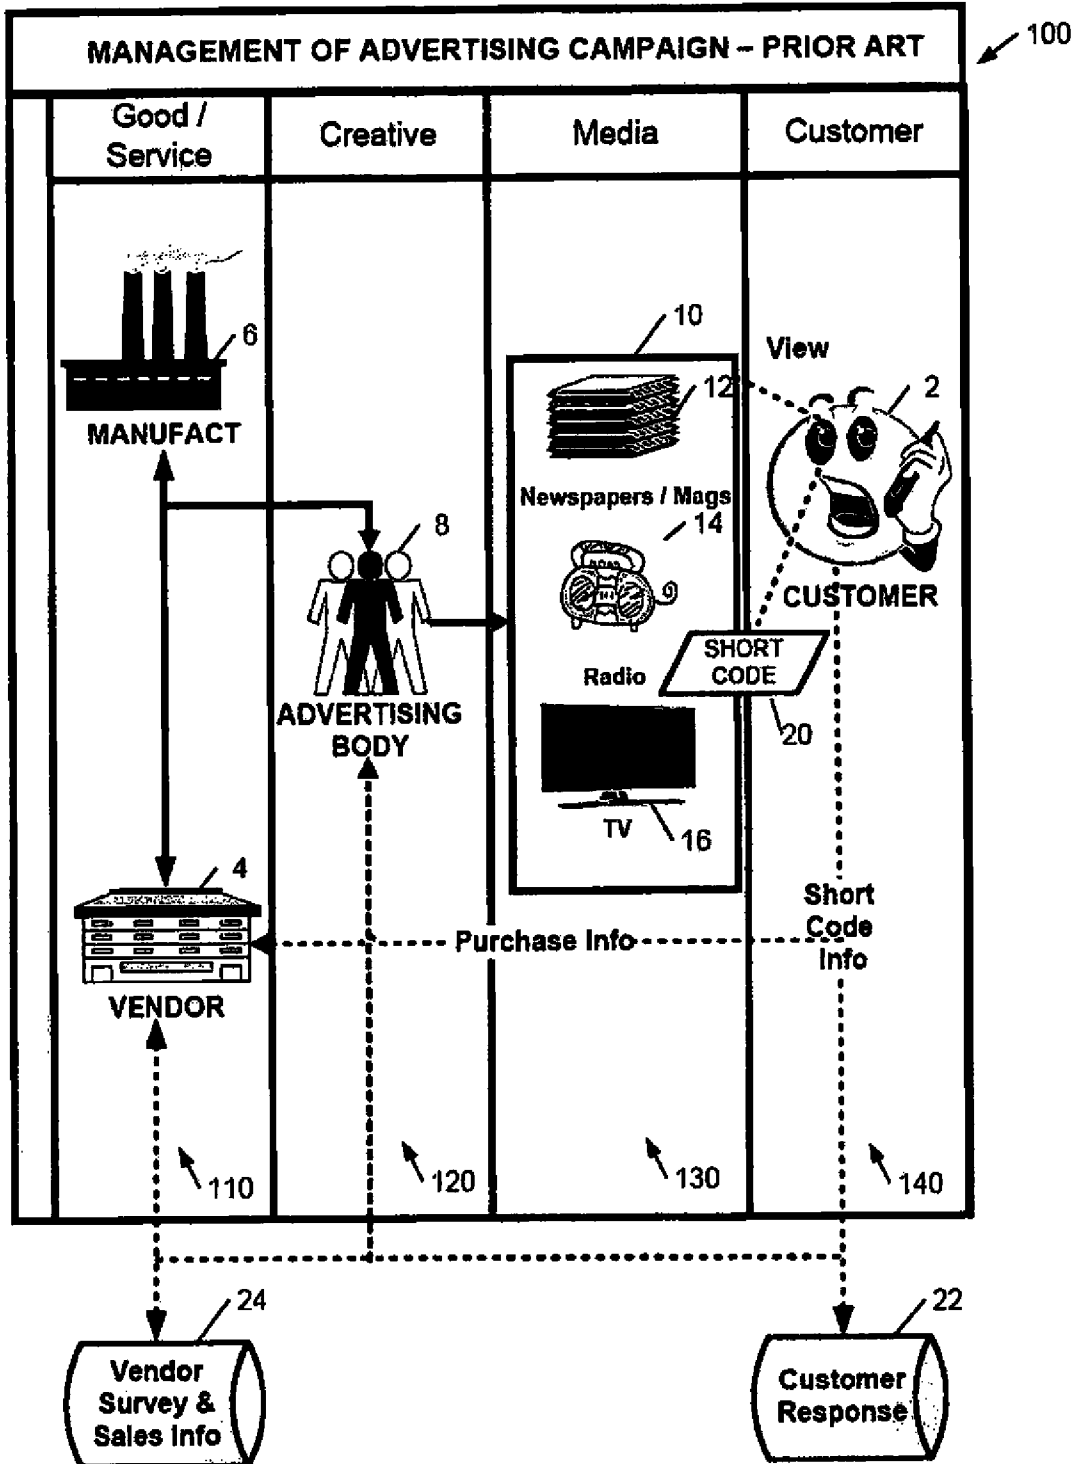 MANAGEMENT OF ADVERTISING CAMPAIGN – PRIOR ART
100
Good /
Service
Creative
Media
Customer
6
MANUFACT
8
ADVERTISING
BODY
10
12
Newspapers / Mags
14
Radio
TV
16
View
2
CUSTOMER
SHORT
CODE
20
4
VENDOR
Purchase Info
Short
Code
Info
110
120
130
140
24
Vendor
Survey &
Sales Info
22
Customer
Response